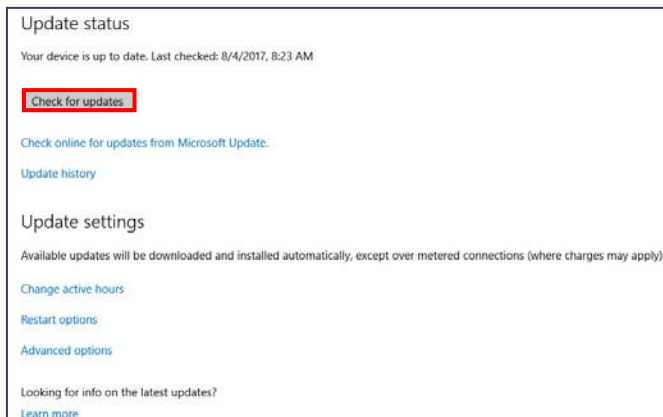 Update status
Your device is up to date. Last checked: 8/4/2017, 8:23 AM
Check for updates
Check online for updates from Microsoft Update.
Update history
Update settings
Available updates will be downloaded and installed automatically, except over metered connections (where charges may apply)
Change active hours
Restart options
Advanced options
Looking for info on the latest updates?
Learn more